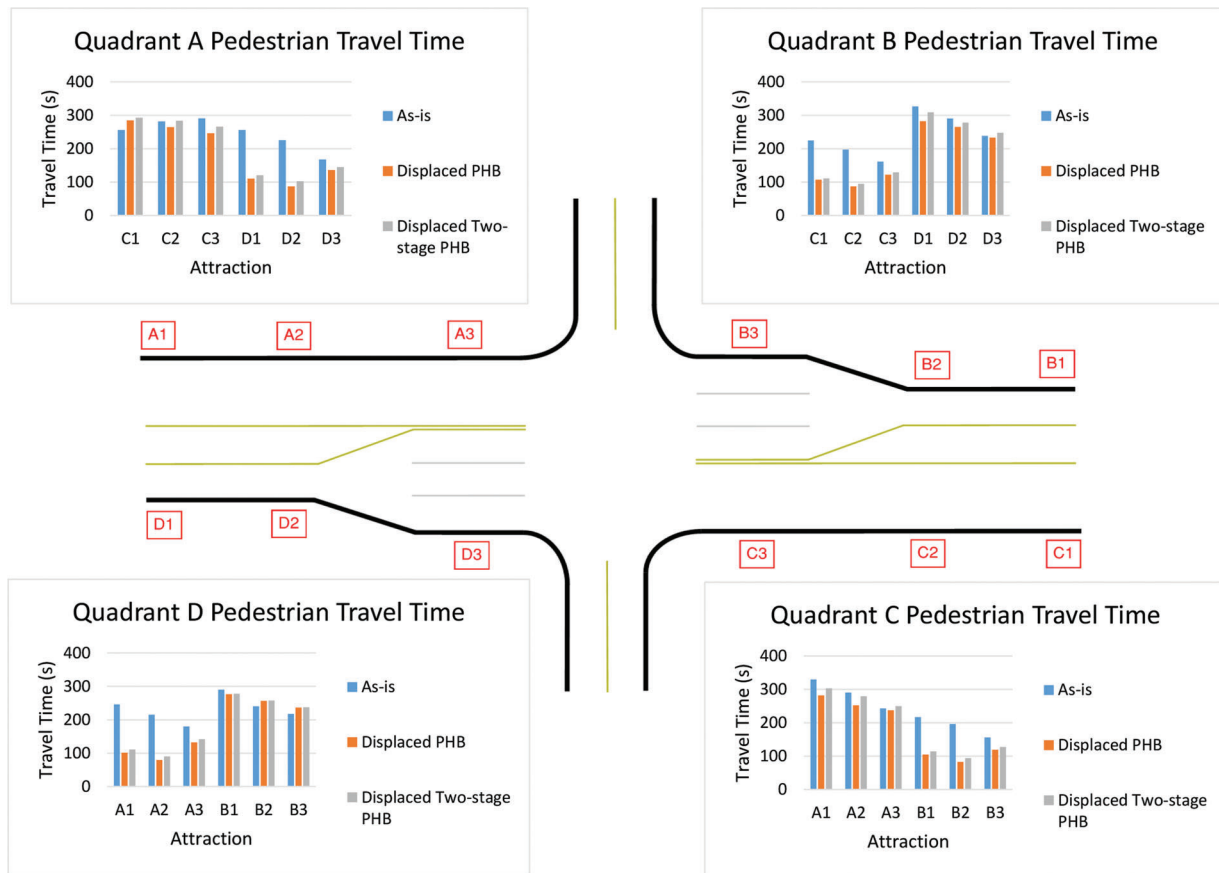 Quadrant A Pedestrian Travel Time
400
300
200
100
0
Travel Time (s)
C1 C2 C3 D1 D2 D3
Attraction
As-is
Displaced PHB
Displaced Two-
stage PHB
Quadrant B Pedestrian Travel Time
400
300
200
100
0
Travel Time (s)
C1 C2 C3 D1 D2 D3
Attraction
As-is
Displaced PHB
Displaced Two-stage
PHB
A1 A2 A3
B3 B2 B1
D1 D2 D3
C3 C2 C1
Quadrant D Pedestrian Travel Time
400
300
200
100
0
Travel Time (s)
A1 A2 A3 B1 B2 B3
Attraction
As-is
Displaced PHB
Displaced Two-stage
PHB
Quadrant C Pedestrian Travel Time
400
300
200
100
0
Travel Time (s)
A1 A2 A3 B1 B2 B3
Attraction
As-is
Displaced PHB
Displaced Two-stage
PHB